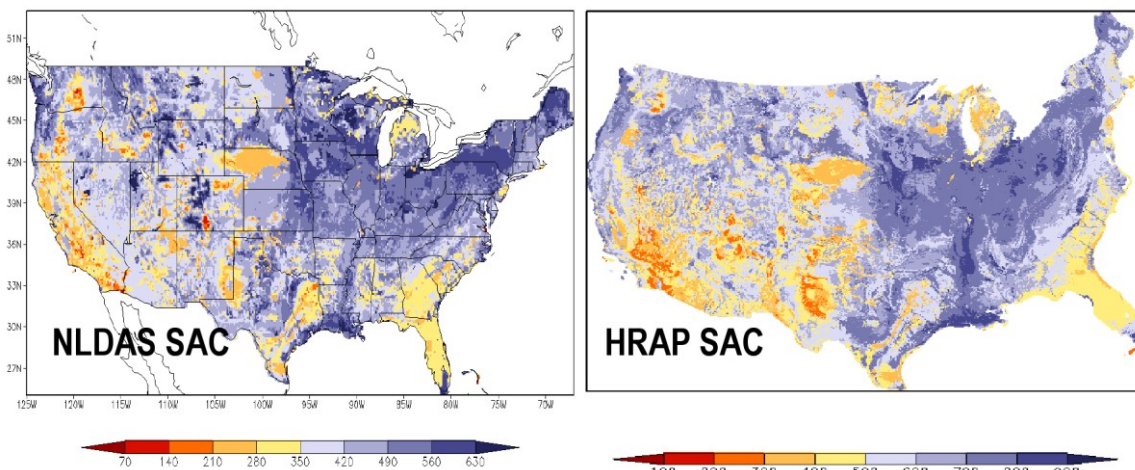 51N
48N
45N
42N
39N
36N
33N
30N
27N
NLDAS SAC
HRAP SAC
125W 120W 115W 110W 105W 100W 95W 90W 85W 80W 75W 70W
70 140 210 280 350 420 490 560 630